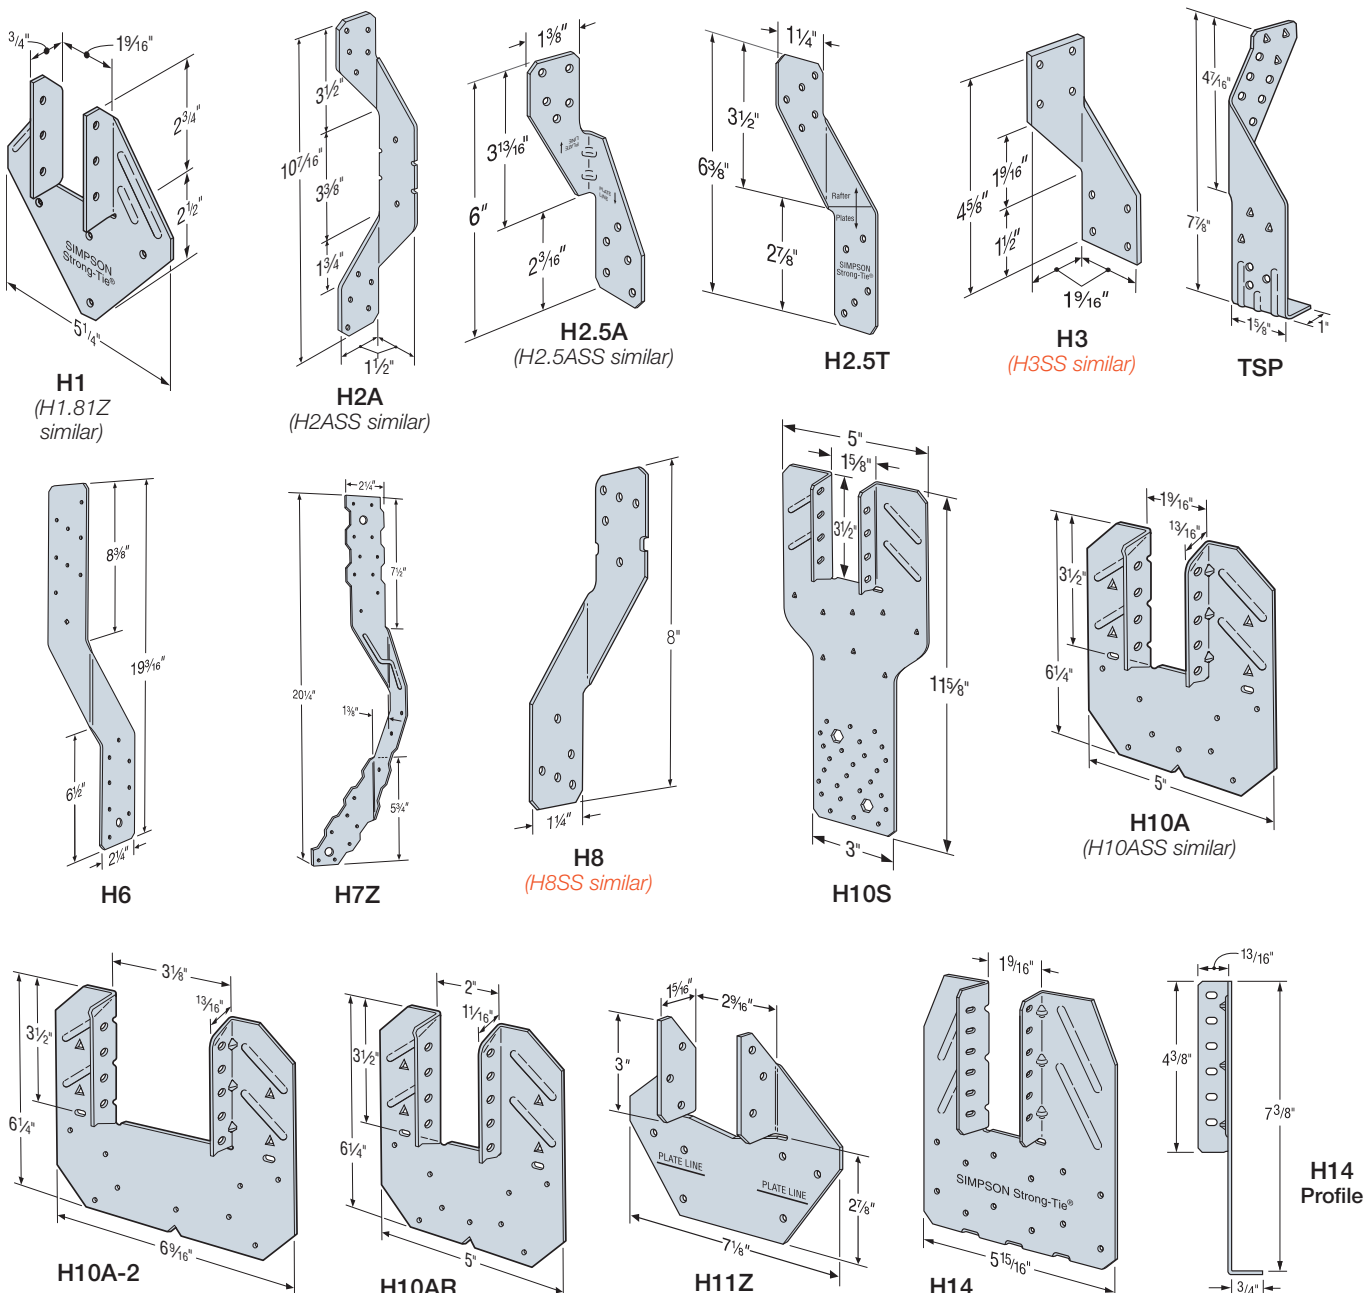 3/4"
1 9/16"
2 3/4"
2 1/2"
SIMPSON
Strong-Tie®
5 1/4"
H1
(H1.81Z
similar)
3 1/2"
10 7/16"
3 3/8"
1 3/4"
1 1/2"
H2A
(H2ASS similar)
1 3/8"
3 13/16"
6"
2 3/16"
PLATE
LINE
PLATE
LINE
H2.5A
(H2.5ASS similar)
1 1/4"
3 1/2"
6 3/8"
Rafter
Plates
2 7/8"
SIMPSON
Strong-Tie®
H2.5T
4 5/8"
1 9/16"
1 1/2"
1 9/16"
H3
(H3SS similar)
4 7/16"
7 7/8"
1 5/8"
1"
TSP
8 3/8"
19 3/16"
6 1/2"
2 1/4"
H6
2 1/4"
7 1/2"
20 1/4"
1 3/8"
5 3/4"
H7Z
8"
1 1/4"
H8
(H8SS similar)
5"
1 5/8"
3 1/2"
11 5/8"
3"
H10S
1 9/16"
13/16"
3 1/2"
6 1/4"
5"
H10A
(H10ASS similar)
3 1/8"
13/16"
3 1/2"
6 1/4"
6 9/16"
H10A-2
2"
11/16"
3 1/2"
6 1/4"
5"
H10AR
1 5/16"
2 9/16"
3"
PLATE LINE
PLATE LINE
2 7/8"
7 1/8"
H11Z
1 9/16"
SIMPSON Strong-Tie®
5 15/16"
H14
13/16"
4 3/8"
7 3/8"
3/4"
H14
Profile